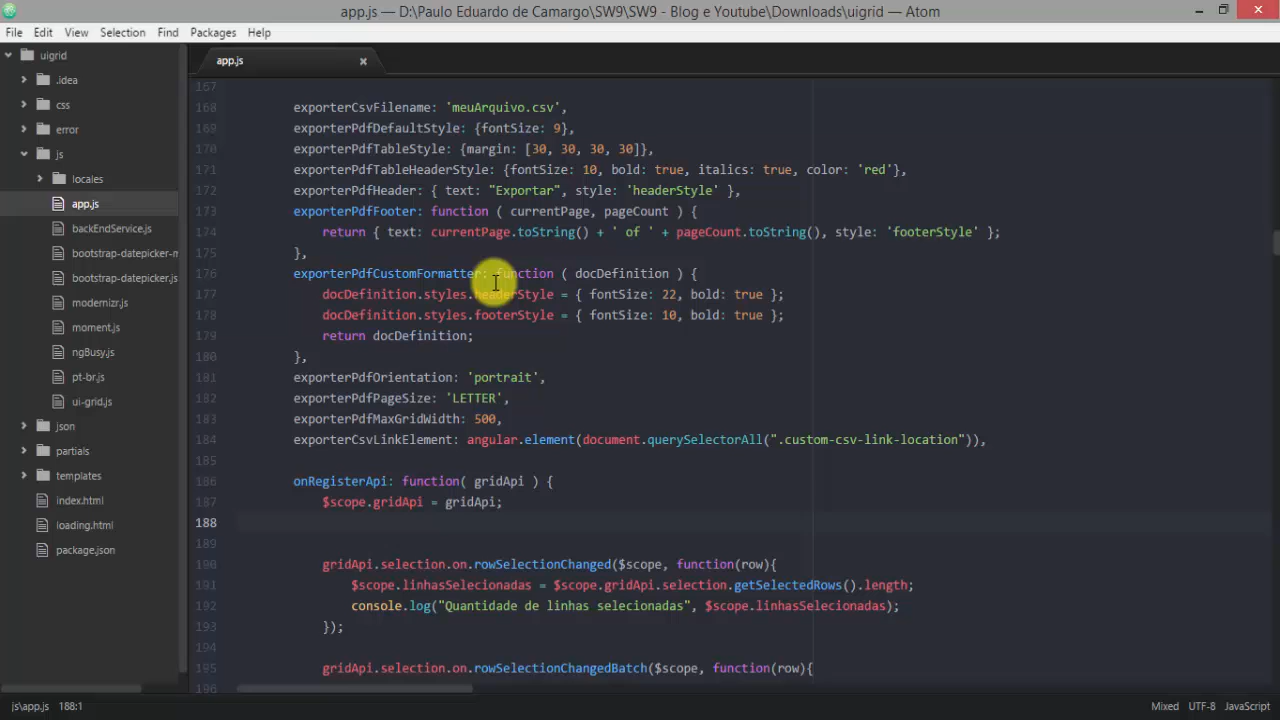 app.js — D:\Paulo Eduardo de Camargo\SW9\SW9 - Blog e Youtube\Downloads\uigrid — Atom
File Edit View Selection Find Packages Help
uigrid
.idea
css
error
js
locales
app.js
backEndService.js
bootstrap-datepicker-m
bootstrap-datepicker.js
modernizr.js
moment.js
ngBusy.js
pt-br.js
ui-grid.js
json
partials
templates
index.html
loading.html
package.json
app.js
167
168 exporterCsvFilename: 'meuArquivo.csv',
169 exporterPdfDefaultStyle: {fontSize: 9},
170 exporterPdfTableStyle: {margin: [30, 30, 30, 30]},
171 exporterPdfTableHeaderStyle: {fontSize: 10, bold: true, italics: true, color: 'red'},
172 exporterPdfHeader: { text: "Exportar", style: 'headerStyle' },
173 exporterPdfFooter: function ( currentPage, pageCount ) {
174 return { text: currentPage.toString() + ' of ' + pageCount.toString(), style: 'footerStyle' };
175 },
176 exporterPdfCustomFormatter: function ( docDefinition ) {
177 docDefinition.styles.headerStyle = { fontSize: 22, bold: true };
178 docDefinition.styles.footerStyle = { fontSize: 10, bold: true };
179 return docDefinition;
180 },
181 exporterPdfOrientation: 'portrait',
182 exporterPdfPageSize: 'LETTER',
183 exporterPdfMaxGridWidth: 500,
184 exporterCsvLinkElement: angular.element(document.querySelectorAll(".custom-csv-link-location")),
185
186 onRegisterApi: function( gridApi ) {
187 $scope.gridApi = gridApi;
188
189
190 gridApi.selection.on.rowSelectionChanged($scope, function(row){
191 $scope.linhasSelecionadas = $scope.gridApi.selection.getSelectedRows().length;
192 console.log("Quantidade de linhas selecionadas", $scope.linhasSelecionadas);
193 });
194
195 gridApi.selection.on.rowSelectionChangedBatch($scope, function(row){
196
js\app.js 188:1 Mixed UTF-8 JavaScript